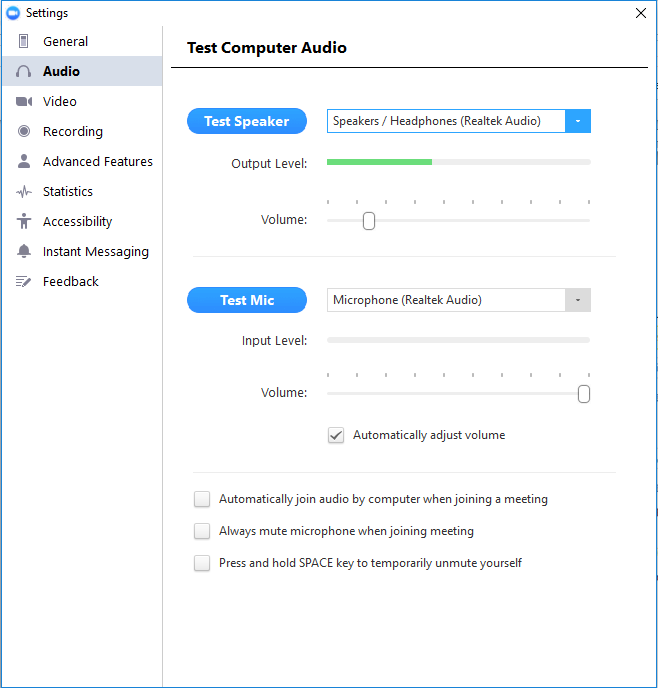 Settings
General
Audio
Video
Recording
Advanced Features
Statistics
Accessibility
Instant Messaging
Feedback
Test Computer Audio
Test Speaker
Speakers / Headphones (Realtek Audio)
Output Level:
Volume:
Test Mic
Microphone (Realtek Audio)
Input Level:
Volume:
Automatically adjust volume
Automatically join audio by computer when joining a meeting
Always mute microphone when joining meeting
Press and hold SPACE key to temporarily unmute yourself